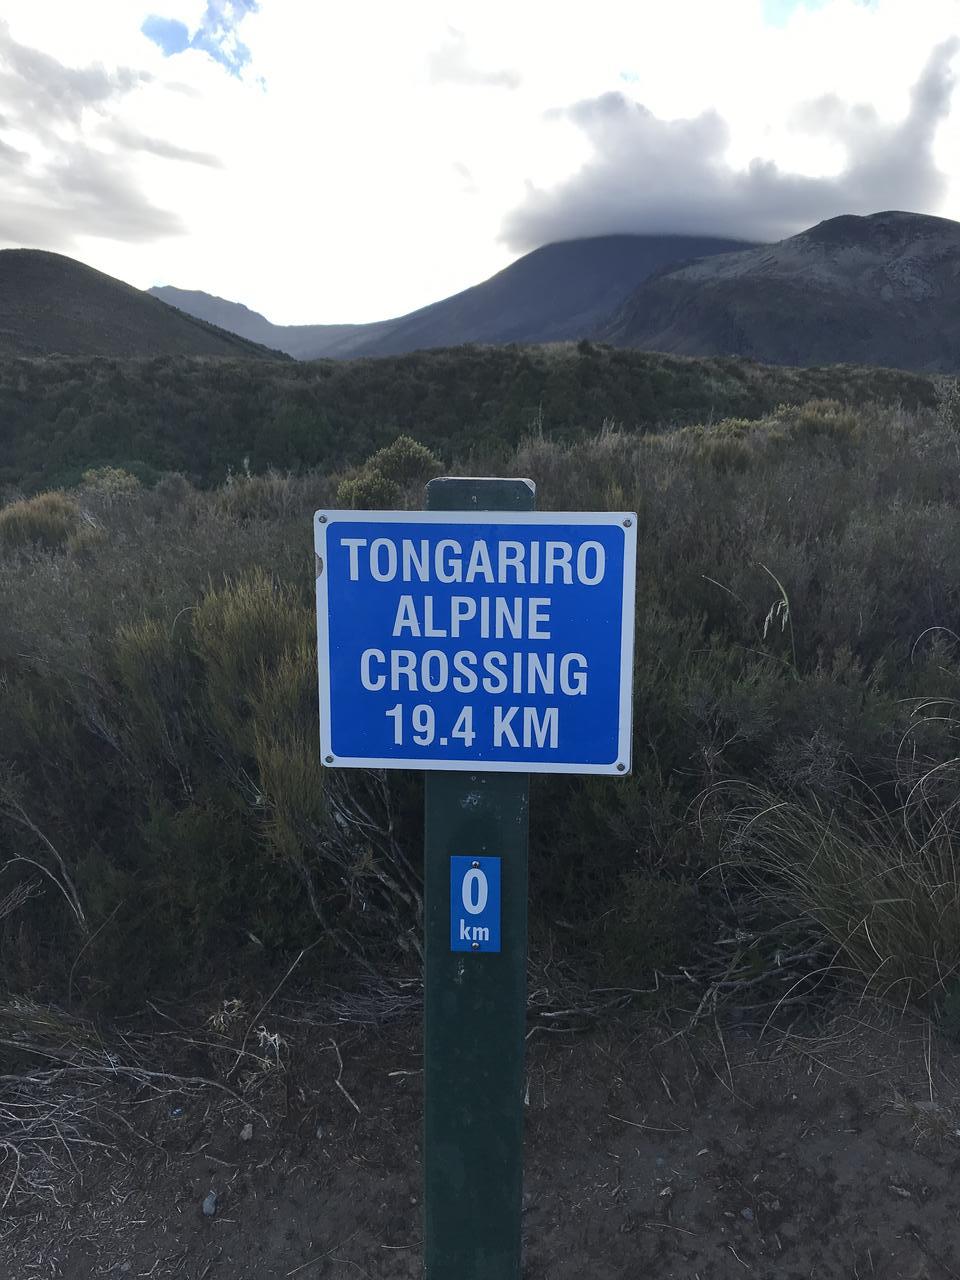 TONGARIRO
ALPINE
CROSSING
19.4 KM
0
km